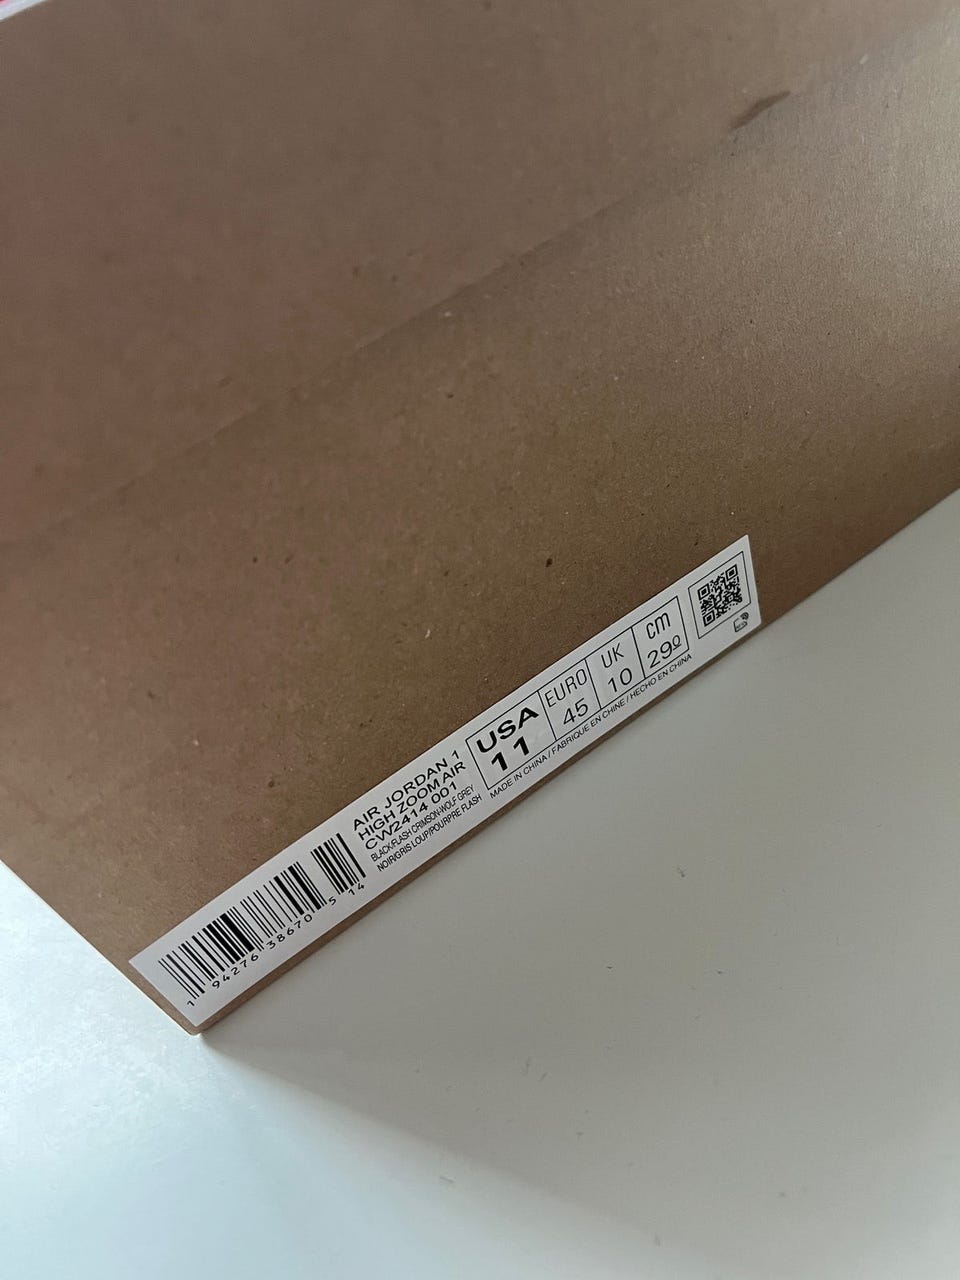 AIR JORDAN 1
HIGH ZOOM AIR
CW2414 001
BLACK/FLASH CRIMSON-WOLF GREY
NOIR/GRIS LOUP/POURPRE FLASH
USA
11
EURO
45
UK
10
cm
29
MADE IN CHINA / FABRIQUE EN CHINE / HECHO EN CHINA
1 94276 38670 5 14